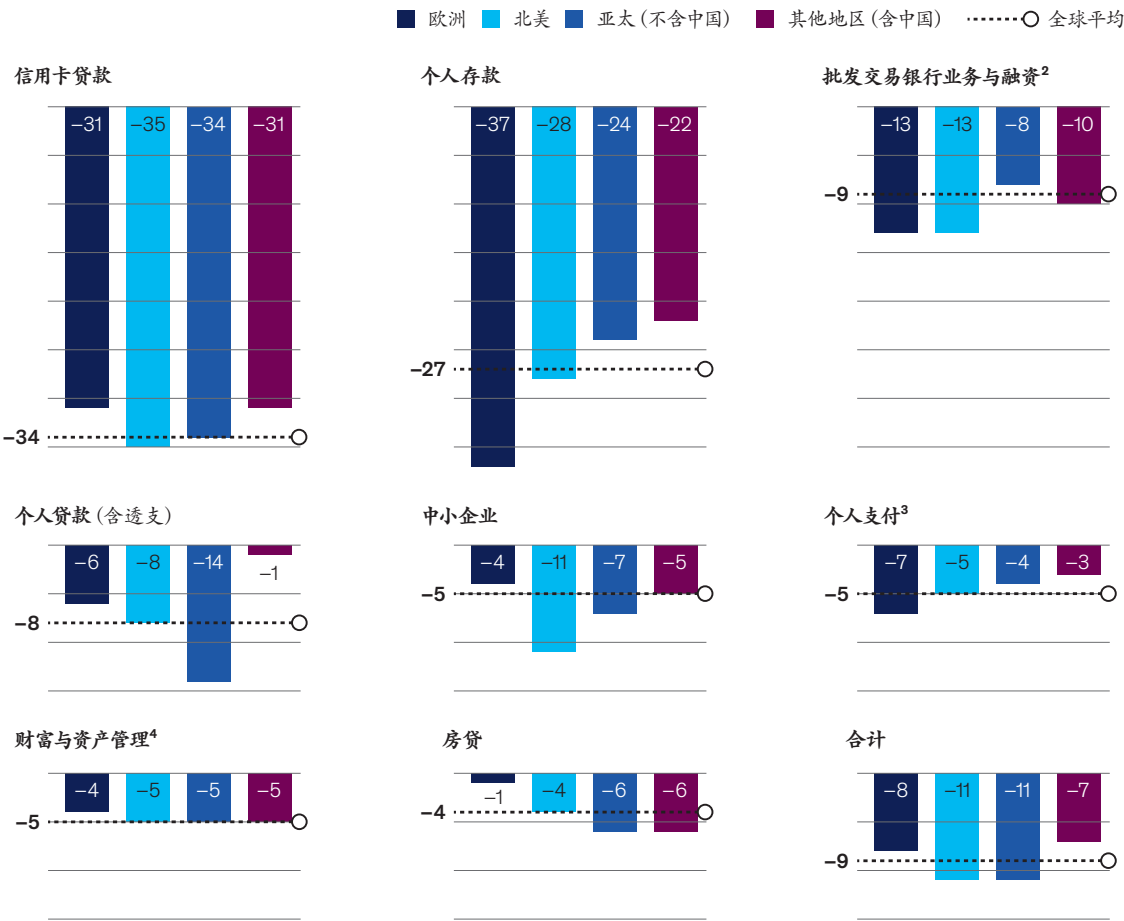 欧洲 北美 亚太 (不含中国) 其他地区 (含中国) 全球平均
信用卡贷款 个人存款 批发交易银行业务与融资²
–31 –35 –34 –31 –37 –28 –24 –22 –13 –13 –8 –10
–9
–27
–34
个人贷款 (含透支) 中小企业 个人支付³
–6 –8 –14 –1 –4 –11 –7 –5 –7 –5 –4 –3
–8 –5 –5
财富与资产管理⁴ 房贷 合计
–4 –5 –5 –5 –1 –4 –6 –6 –8 –11 –11 –7
–5 –4 –9